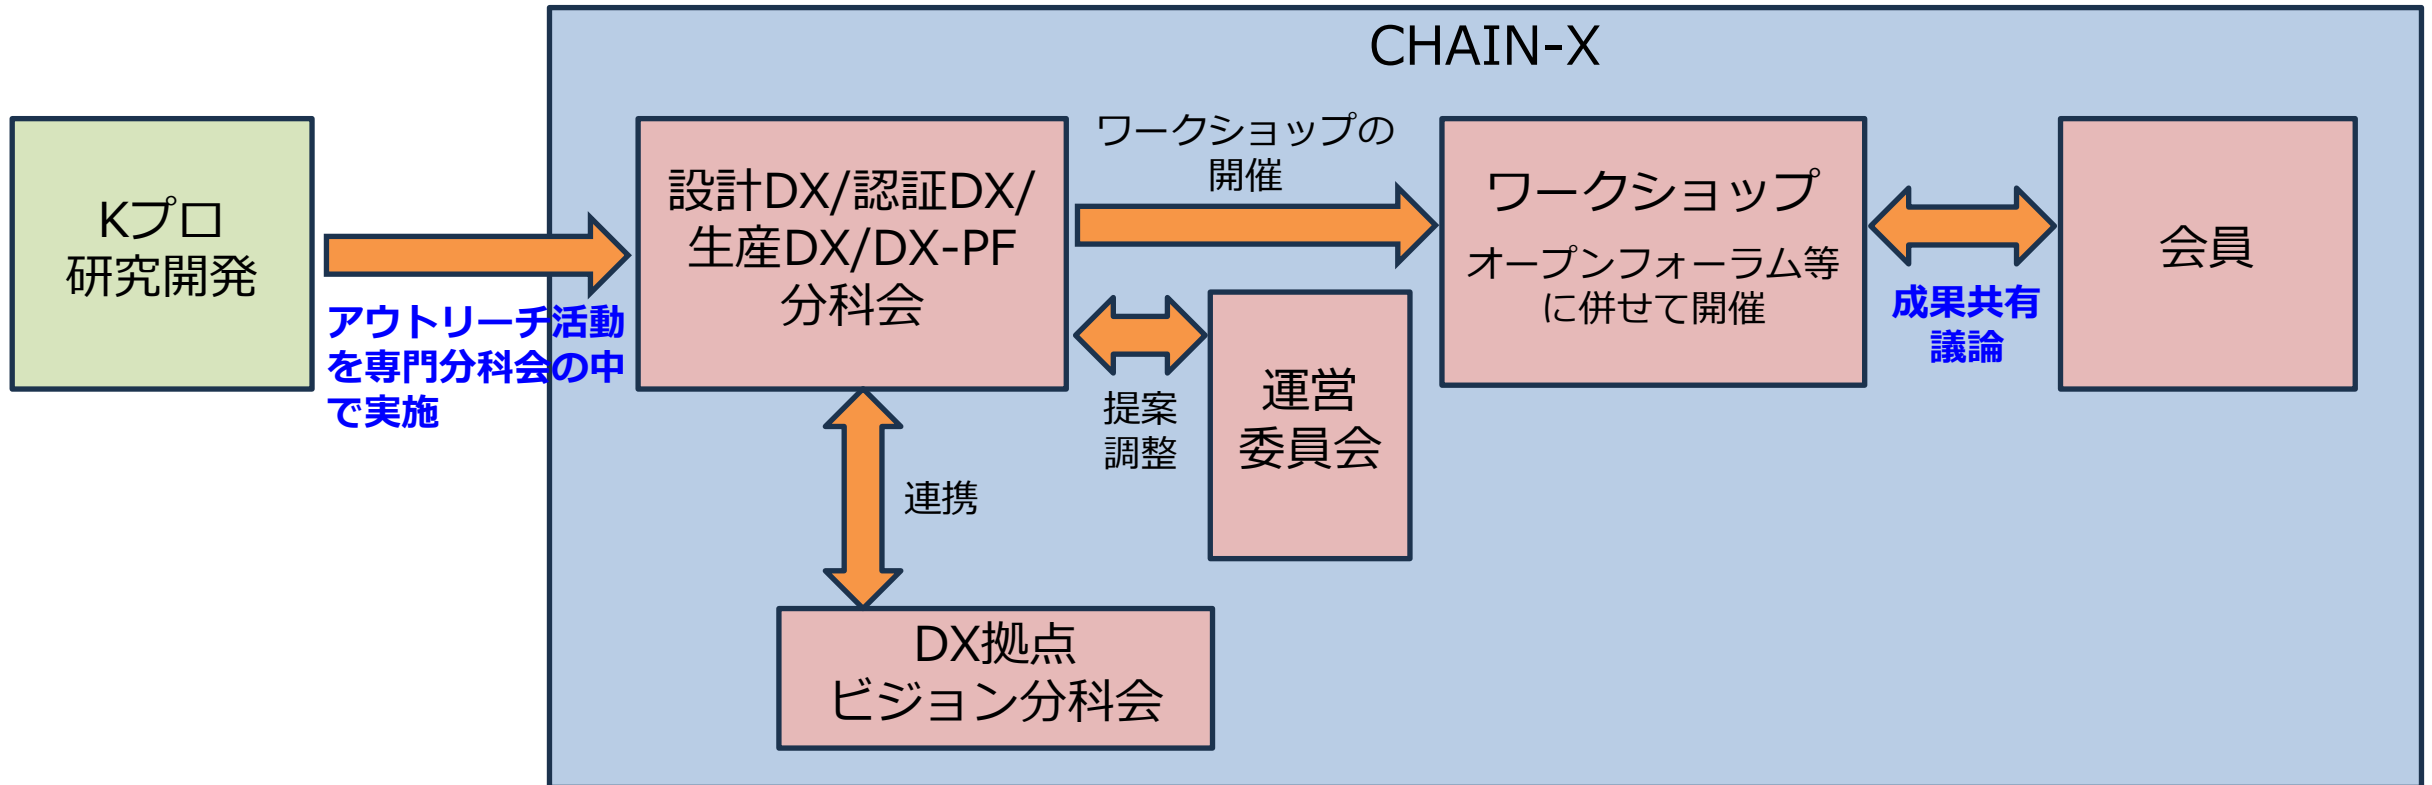 CHAIN-X
Kプロ
研究開発
アウトリーチ活動
を専門分科会の中
で実施
設計DX/認証DX/
生産DX/DX-PF
分科会
ワークショップの
開催
提案
調整
運営
委員会
連携
DX拠点
ビジョン分科会
ワークショップ
オープンフォーラム等
に併せて開催
成果共有
議論
会員